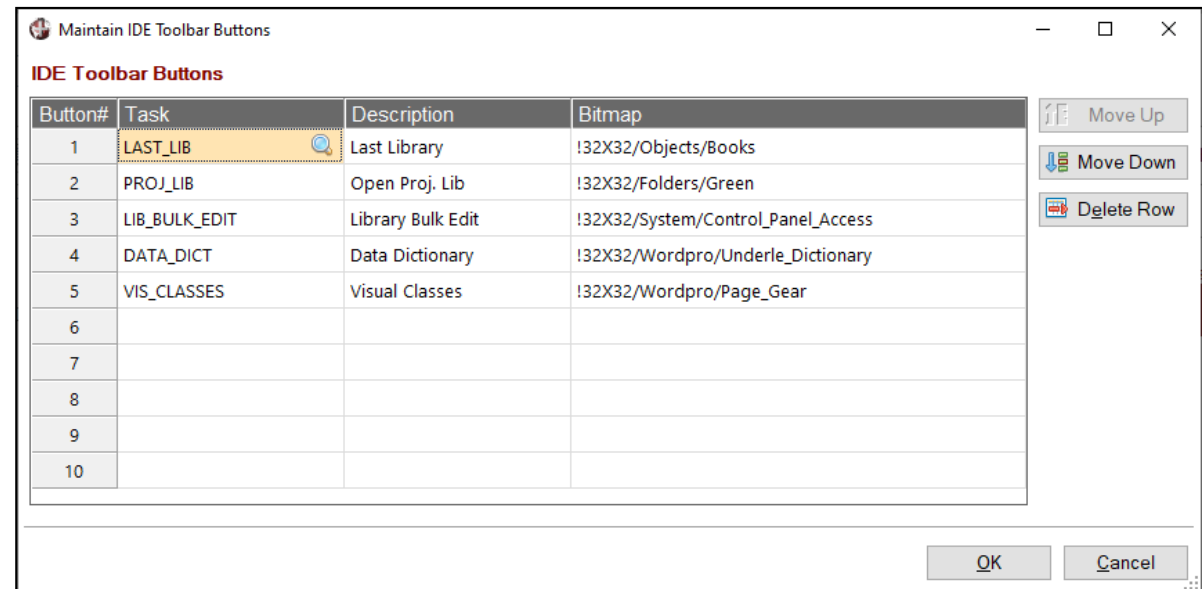 Maintain IDE Toolbar Buttons
IDE Toolbar Buttons
Button# Task Description Bitmap
1 LAST_LIB Last Library !32X32/Objects/Books
2 PROJ_LIB Open Proj. Lib !32X32/Folders/Green
3 LIB_BULK_EDIT Library Bulk Edit !32X32/System/Control_Panel_Access
4 DATA_DICT Data Dictionary !32X32/Wordpro/Underle_Dictionary
5 VIS_CLASSES Visual Classes !32X32/Wordpro/Page_Gear
6
7
8
9
10
Move Up
Move Down
Delete Row
OK Cancel